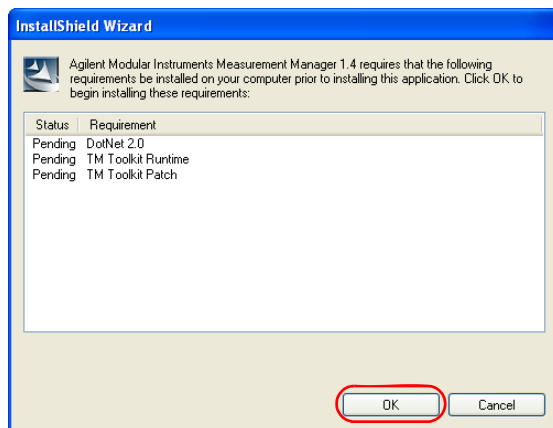 InstallShield Wizard
Agilent Modular Instruments Measurement Manager 1.4 requires that the following
requirements be installed on your computer prior to installing this application. Click OK to
begin installing these requirements:
Status Requirement
Pending DotNet 2.0
Pending TM Toolkit Runtime
Pending TM Toolkit Patch
OK Cancel